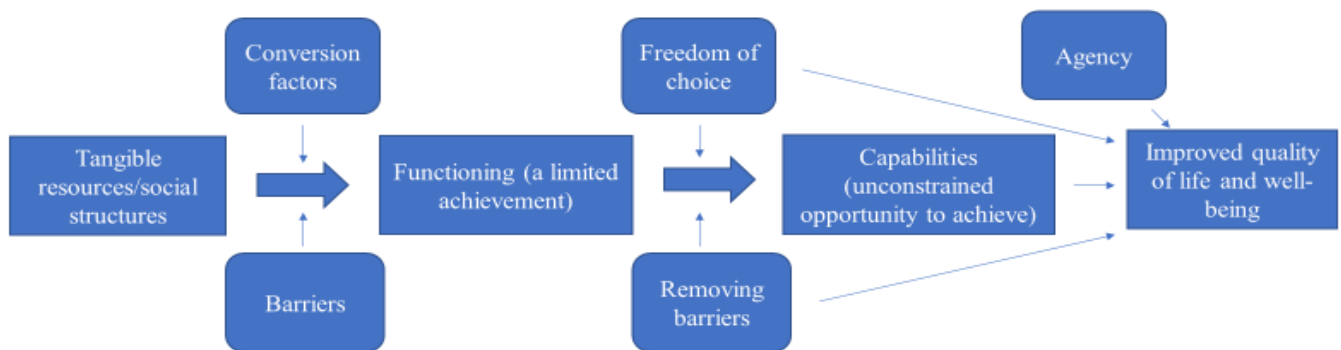 Conversion
factors
Freedom of
choice
Agency
Tangible
resources/social
structures
Functioning (a limited
achievement)
Capabilities
(unconstrained
opportunity to achieve)
Improved quality
of life and well-
being
Barriers
Removing
barriers